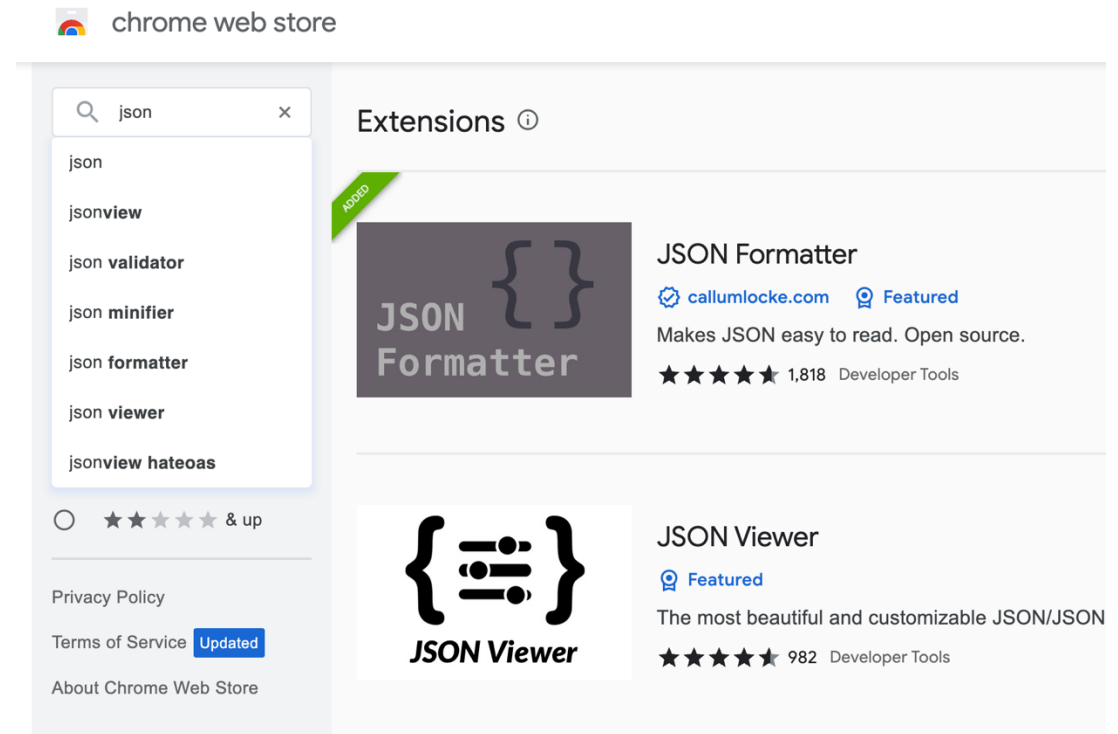 chrome web store
json
json
jsonview
json validator
json minifier
json formatter
json viewer
jsonview hateoas
& up
Privacy Policy
Terms of Service Updated
About Chrome Web Store
Extensions
ADDED
JSON
Formatter
JSON Formatter
callumlocke.com Featured
Makes JSON easy to read. Open source.
1,818 Developer Tools
JSON Viewer
JSON Viewer
Featured
The most beautiful and customizable JSON/JSON
982 Developer Tools